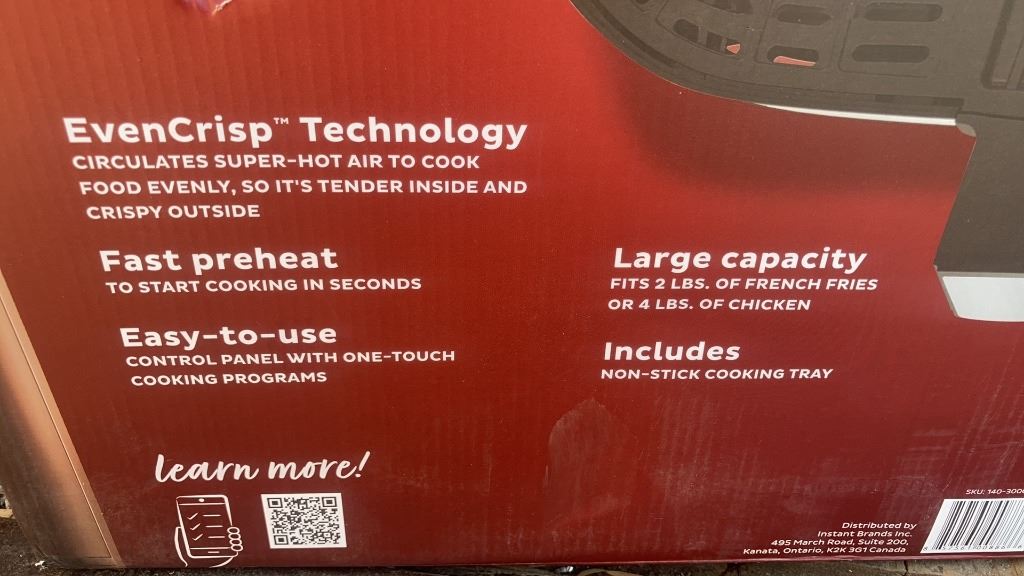 EvenCrisp™ Technology
CIRCULATES SUPER-HOT AIR TO COOK
FOOD EVENLY, SO IT'S TENDER INSIDE AND
CRISPY OUTSIDE
Fast preheat
TO START COOKING IN SECONDS
Easy-to-use
CONTROL PANEL WITH ONE-TOUCH
COOKING PROGRAMS
Large capacity
FITS 2 LBS. OF FRENCH FRIES
OR 4 LBS. OF CHICKEN
Includes
NON-STICK COOKING TRAY
learn more!
SKU:
Distributed by
Instant Brands Inc.
495 March Road, Suite 200,
Kanata, Ontario, K2K 3G1 Canada